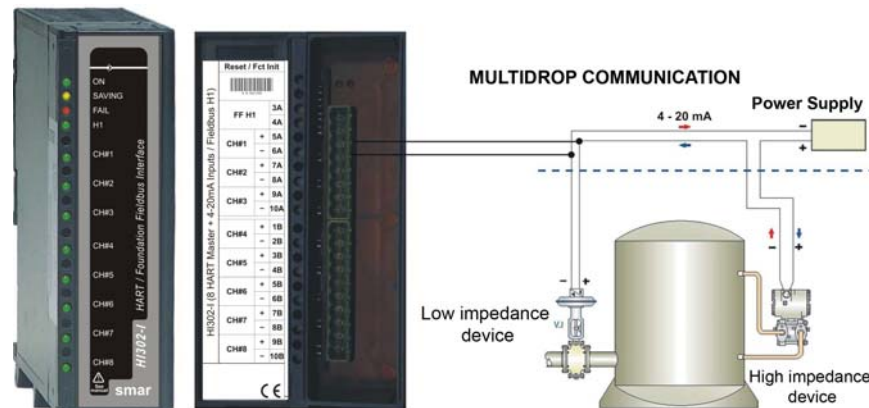 ON
SAVING
FAIL
H1
CH#1
CH#2
CH#3
CH#4
CH#5
CH#6
CH#7
CH#8
HART / Foundation Fieldbus Interface
HI302-I
See manual
smar
Reset / Fct Init
HI302-I (8 HART Master + 4-20mA Inputs / Fieldbus H1)
FF H1 3A
4A
CH#1 + 5A
– 6A
CH#2 + 7A
– 8A
CH#3 + 9A
– 10A
CH#4 + 1B
– 2B
CH#5 + 3B
– 4B
CH#6 + 5B
– 6B
CH#7 + 7B
– 8B
CH#8 + 9B
– 10B
CE
MULTIDROP COMMUNICATION
4 - 20 mA
Power Supply
–
+
– +
– +
Low impedance
device
High impedance
device